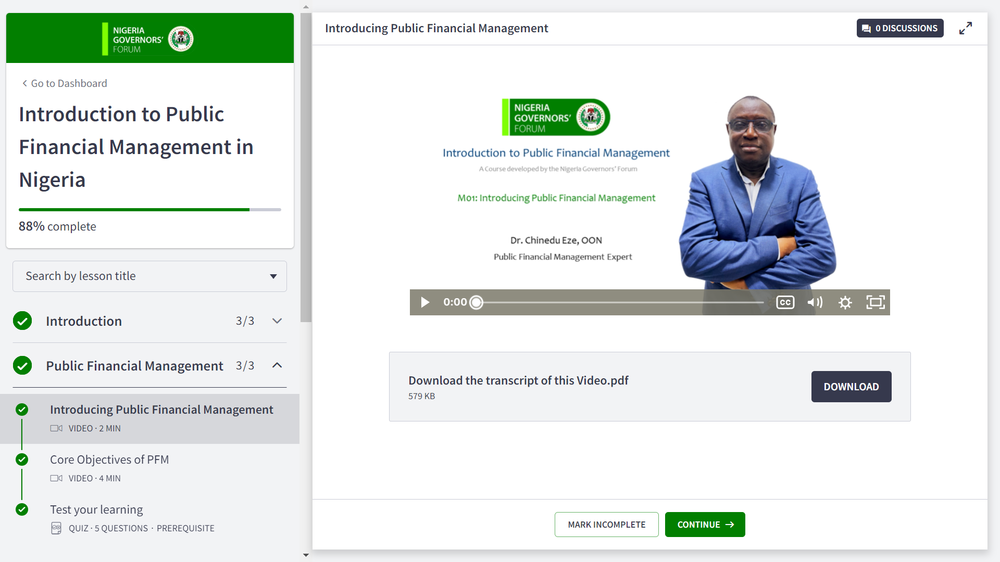 NIGERIA
GOVERNORS'
FORUM
Go to Dashboard
Introduction to Public
Financial Management in
Nigeria
88% complete
Search by lesson title
Introduction 3/3
Public Financial Management 3/3
Introducing Public Financial Management
VIDEO · 2 MIN
Core Objectives of PFM
VIDEO · 4 MIN
Test your learning
QUIZ · 5 QUESTIONS · PREREQUISITE
Introducing Public Financial Management
0 DISCUSSIONS
NIGERIA
GOVERNORS'
FORUM
Introduction to Public Financial Management
A Course developed by the Nigeria Governors' Forum
M01: Introducing Public Financial Management
Dr. Chinedu Eze, OON
Public Financial Management Expert
0:00
CC
Download the transcript of this Video.pdf
579 KB
DOWNLOAD
MARK INCOMPLETE
CONTINUE →